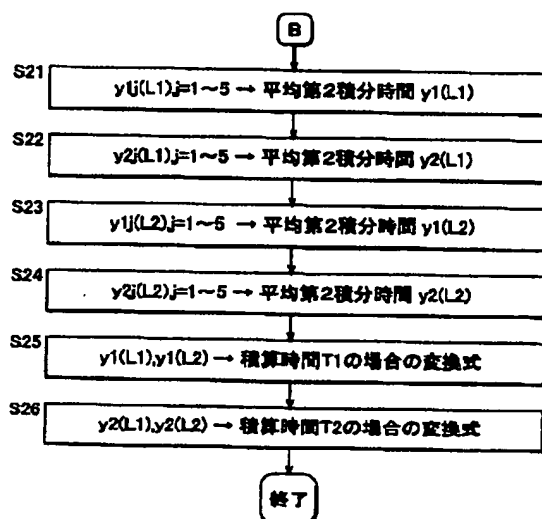 B
S21
y1j(L1),j=1~5 → 平均第2積分時間 y1(L1)
S22
y2j(L1),j=1~5 → 平均第2積分時間 y2(L1)
S23
y1j(L2),j=1~5 → 平均第2積分時間 y1(L2)
S24
y2j(L2),j=1~5 → 平均第2積分時間 y2(L2)
S25
y1(L1),y1(L2) → 積算時間T1の場合の変換式
S26
y2(L1),y2(L2) → 積算時間T2の場合の変換式
終了